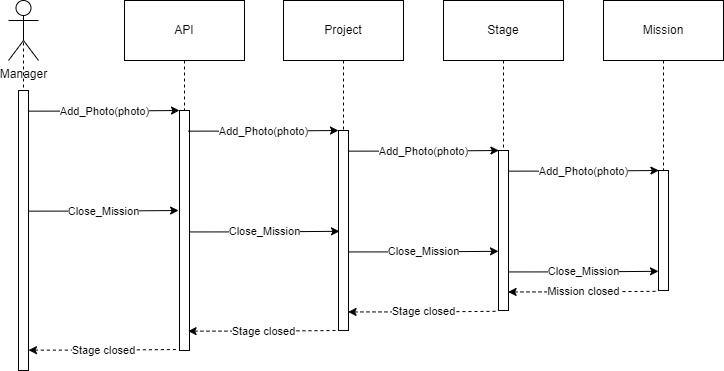 API
Project
Stage
Mission
Manager
Add_Photo(photo)
Add_Photo(photo)
Add_Photo(photo)
Add_Photo(photo)
Close_Mission
Close_Mission
Close_Mission
Close_Mission
Mission closed
Stage closed
Stage closed
Stage closed